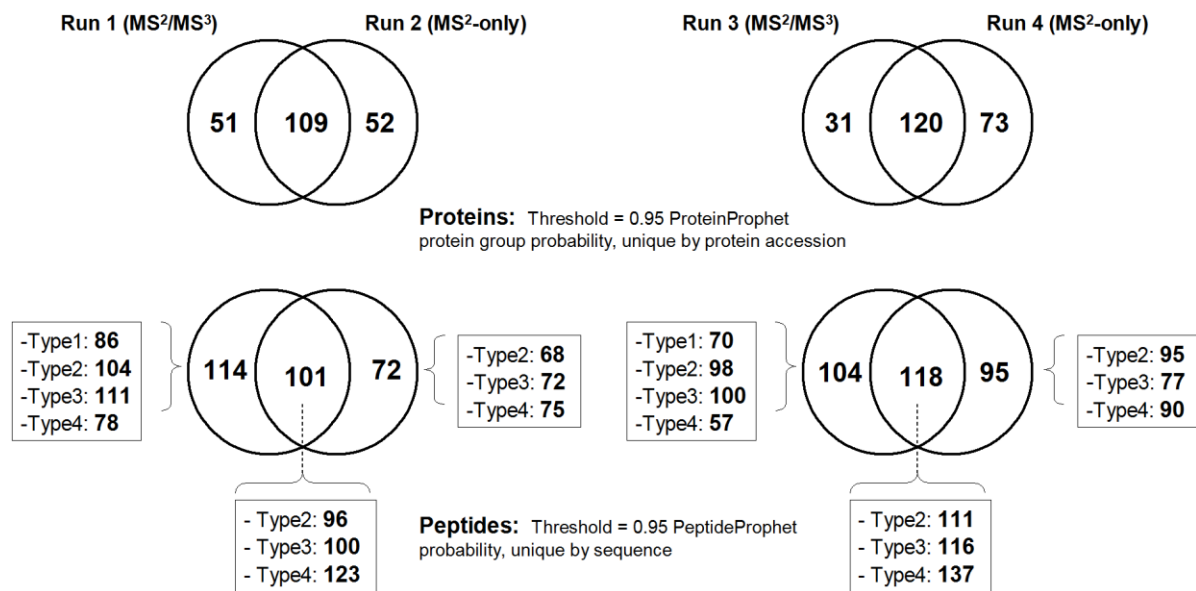 Run 1 (MS²/MS³) Run 2 (MS²-only) Run 3 (MS²/MS³) Run 4 (MS²-only)
51 109 52 31 120 73
Proteins: Threshold = 0.95 ProteinProphet
protein group probability, unique by protein accession
-Type1: 86
-Type2: 104
-Type3: 111
-Type4: 78
114 101 72
-Type2: 68
-Type3: 72
-Type4: 75
-Type1: 70
-Type2: 98
-Type3: 100
-Type4: 57
104 118 95
-Type2: 95
-Type3: 77
-Type4: 90
- Type2: 96
- Type3: 100
- Type4: 123
Peptides: Threshold = 0.95 PeptideProphet
probability, unique by sequence
- Type2: 111
- Type3: 116
- Type4: 137